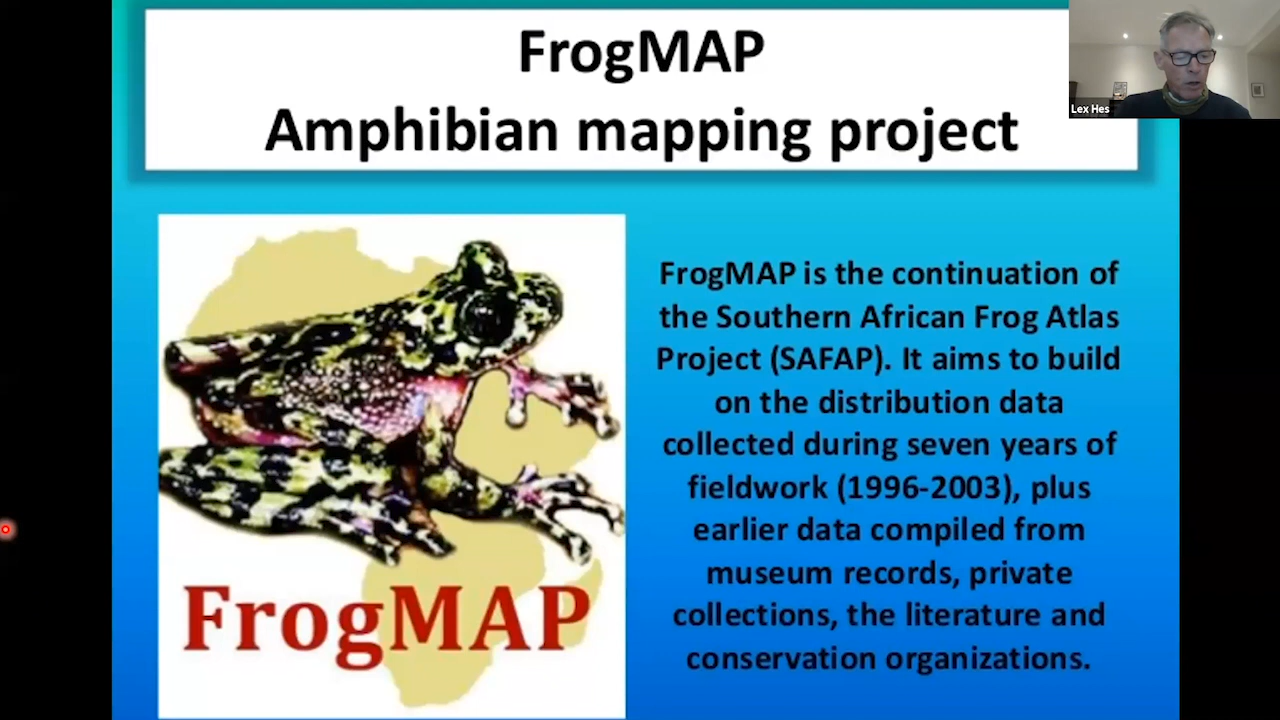 FrogMAP
Amphibian mapping project
Lex Hes
FrogMAP is the continuation of
the Southern African Frog Atlas
Project (SAFAP). It aims to build
on the distribution data
collected during seven years of
fieldwork (1996-2003), plus
earlier data compiled from
museum records, private
collections, the literature and
conservation organizations.
FrogMAP